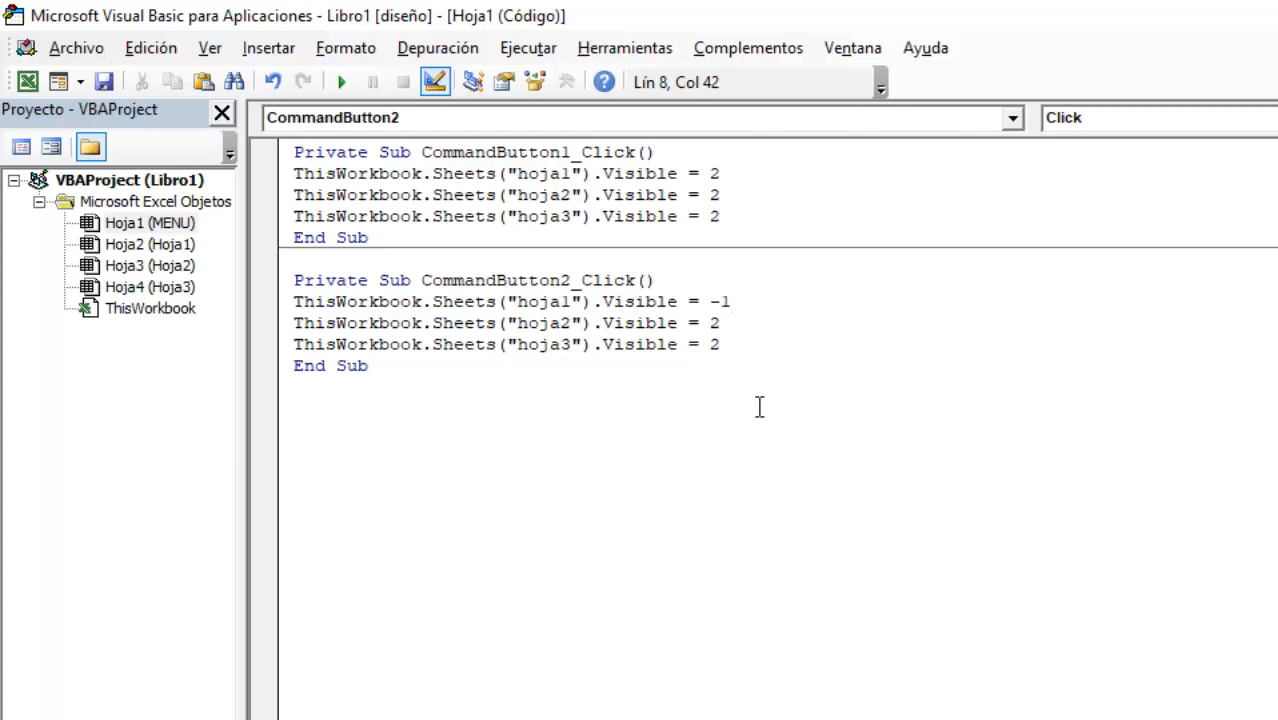 Microsoft Visual Basic para Aplicaciones - Libro1 [diseño] - [Hoja1 (Código)]
Archivo Edición Ver Insertar Formato Depuración Ejecutar Herramientas Complementos Ventana Ayuda
Lín 8, Col 42
Proyecto - VBAProject
CommandButton2
Click
VBAProject (Libro1)
Microsoft Excel Objetos
Hoja1 (MENU)
Hoja2 (Hoja1)
Hoja3 (Hoja2)
Hoja4 (Hoja3)
ThisWorkbook
Private Sub CommandButton1_Click()
ThisWorkbook.Sheets("hoja1").Visible = 2
ThisWorkbook.Sheets("hoja2").Visible = 2
ThisWorkbook.Sheets("hoja3").Visible = 2
End Sub
Private Sub CommandButton2_Click()
ThisWorkbook.Sheets("hoja1").Visible = -1
ThisWorkbook.Sheets("hoja2").Visible = 2
ThisWorkbook.Sheets("hoja3").Visible = 2
End Sub